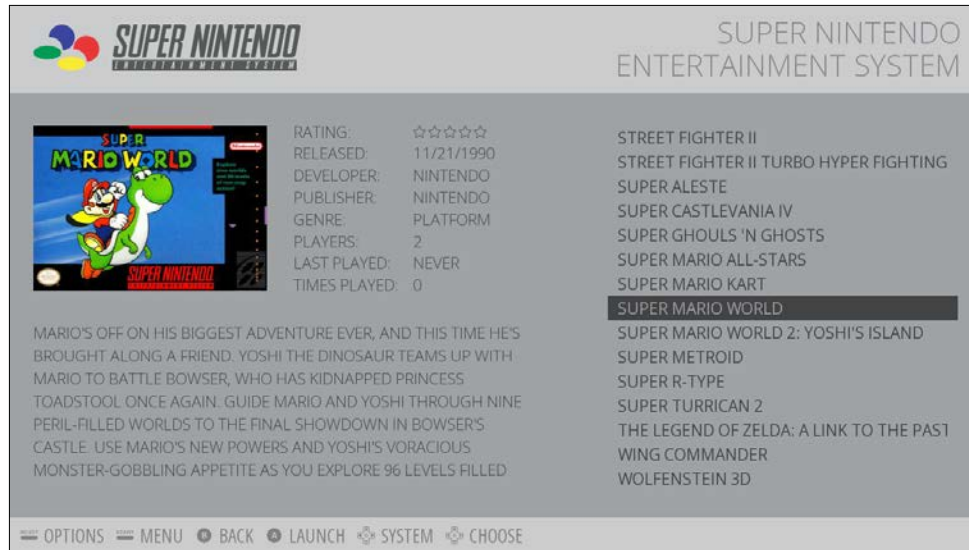 SUPER NINTENDO
ENTERTAINMENT SYSTEM
SUPER NINTENDO
ENTERTAINMENT SYSTEM
SUPER
MARIO WORLD
SUPER NINTENDO
RATING: ☆☆☆☆☆
RELEASED: 11/21/1990
DEVELOPER: NINTENDO
PUBLISHER: NINTENDO
GENRE: PLATFORM
PLAYERS: 2
LAST PLAYED: NEVER
TIMES PLAYED: 0
MARIO'S OFF ON HIS BIGGEST ADVENTURE EVER, AND THIS TIME HE'S
BROUGHT ALONG A FRIEND. YOSHI THE DINOSAUR TEAMS UP WITH
MARIO TO BATTLE BOWSER, WHO HAS KIDNAPPED PRINCESS
TOADSTOOL ONCE AGAIN. GUIDE MARIO AND YOSHI THROUGH NINE
PERIL-FILLED WORLDS TO THE FINAL SHOWDOWN IN BOWSER'S
CASTLE. USE MARIO'S NEW POWERS AND YOSHI'S VORACIOUS
MONSTER-GOBBLING APPETITE AS YOU EXPLORE 96 LEVELS FILLED
STREET FIGHTER II
STREET FIGHTER II TURBO HYPER FIGHTING
SUPER ALESTE
SUPER CASTLEVANIA IV
SUPER GHOULS 'N GHOSTS
SUPER MARIO ALL-STARS
SUPER MARIO KART
SUPER MARIO WORLD
SUPER MARIO WORLD 2: YOSHI'S ISLAND
SUPER METROID
SUPER R-TYPE
SUPER TURRICAN 2
THE LEGEND OF ZELDA: A LINK TO THE PAST
WING COMMANDER
WOLFENSTEIN 3D
SELECT OPTIONS START MENU B BACK A LAUNCH SYSTEM CHOOSE